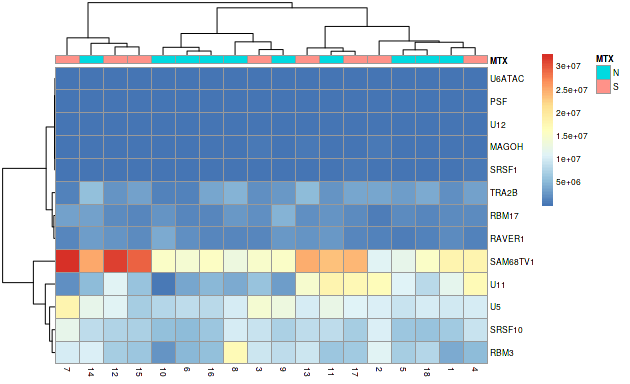 MTX
U6ATAC
PSF
U12
MAGOH
SRSF1
TRA2B
RBM17
RAVER1
SAM68TV1
U11
U5
SRSF10
RBM3
7 14 12 15 10 6 16 8 3 9 13 11 17 2 5 18 1 4
3e+07
2.5e+07
2e+07
1.5e+07
1e+07
5e+06
MTX
N
S